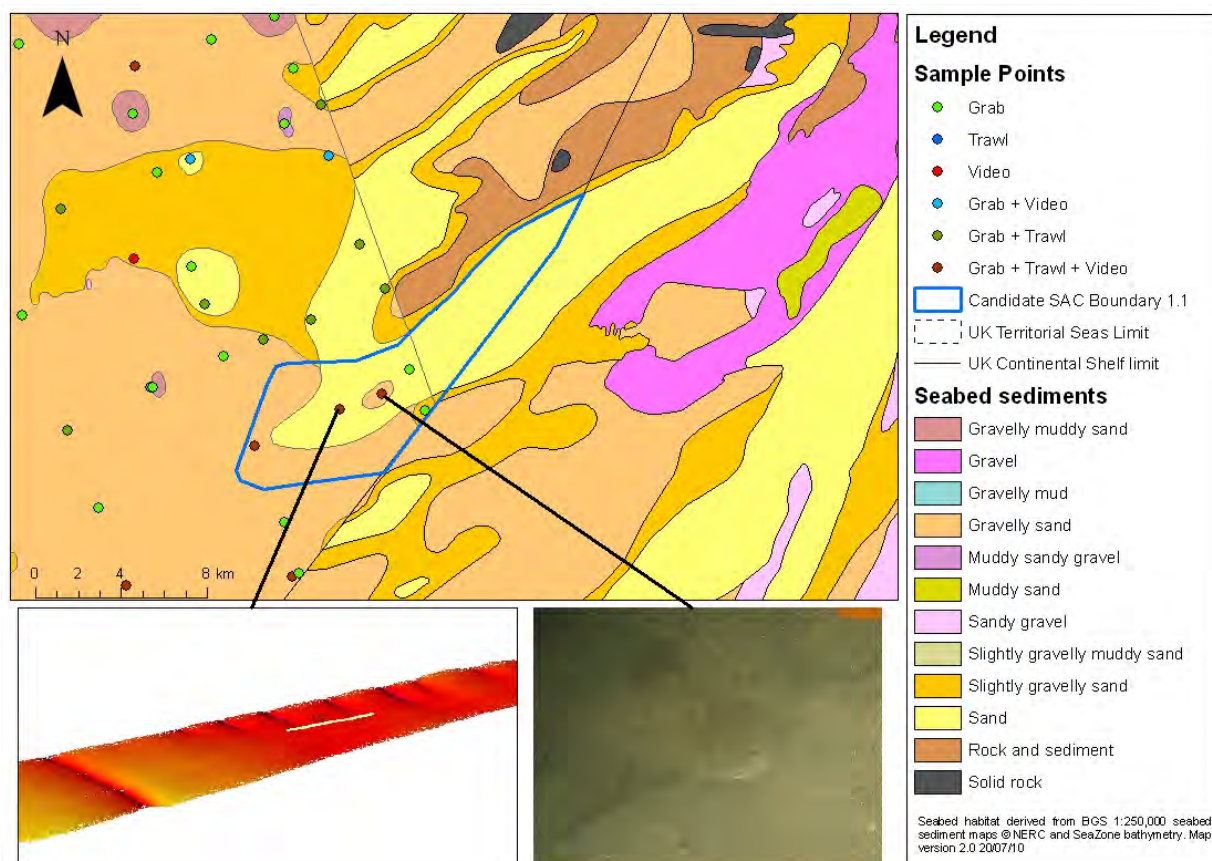 N
0 2 4 8 km
Legend
Sample Points
Grab
Trawl
Video
Grab + Video
Grab + Trawl
Grab + Trawl + Video
Candidate SAC Boundary 1.1
UK Territorial Seas Limit
UK Continental Shelf limit
Seabed sediments
Gravelly muddy sand
Gravel
Gravelly mud
Gravelly sand
Muddy sandy gravel
Muddy sand
Sandy gravel
Slightly gravelly muddy sand
Slightly gravelly sand
Sand
Rock and sediment
Solid rock
Seabed habitat derived from BGS 1:250,000 seabed
sediment maps © NERC and SeaZone bathymetry. Map
version 2.0 20/07/10